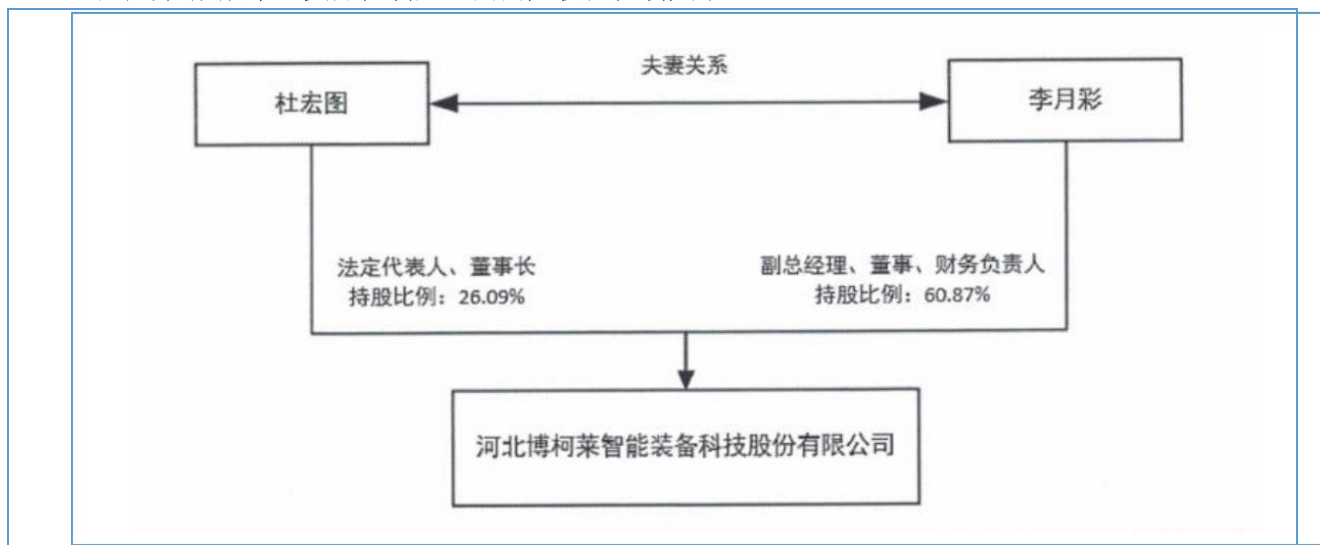 夫妻关系
杜宏图
李月彩
法定代表人、董事长
持股比例：26.09%
副总经理、董事、财务负责人
持股比例：60.87%
河北博柯莱智能装备科技股份有限公司